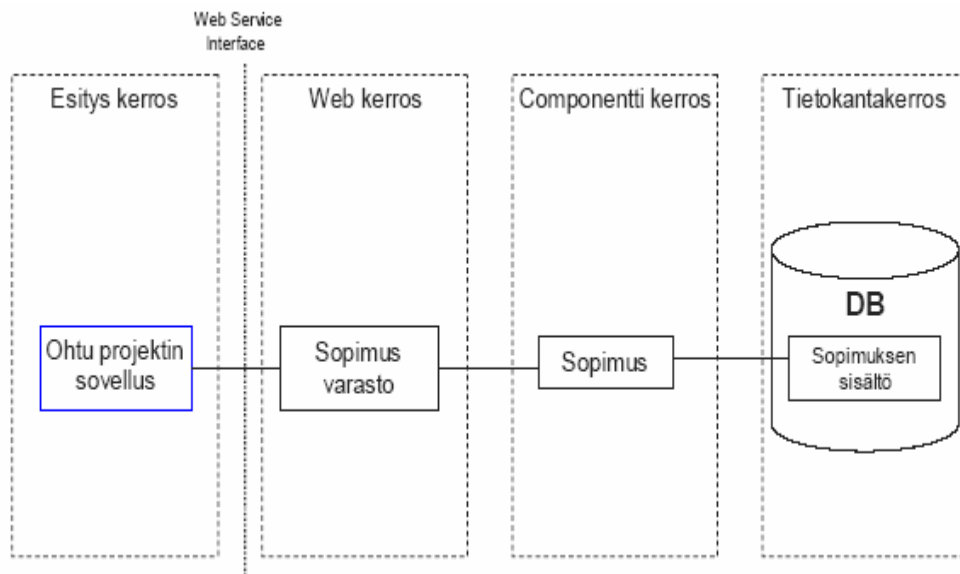 Web Service
Interface
Esitys kerros
Web kerros
Componentti kerros
Tietokantakerros
Ohtu projektin
sovellus
Sopimus
varasto
Sopimus
DB
Sopimuksen
sisältö